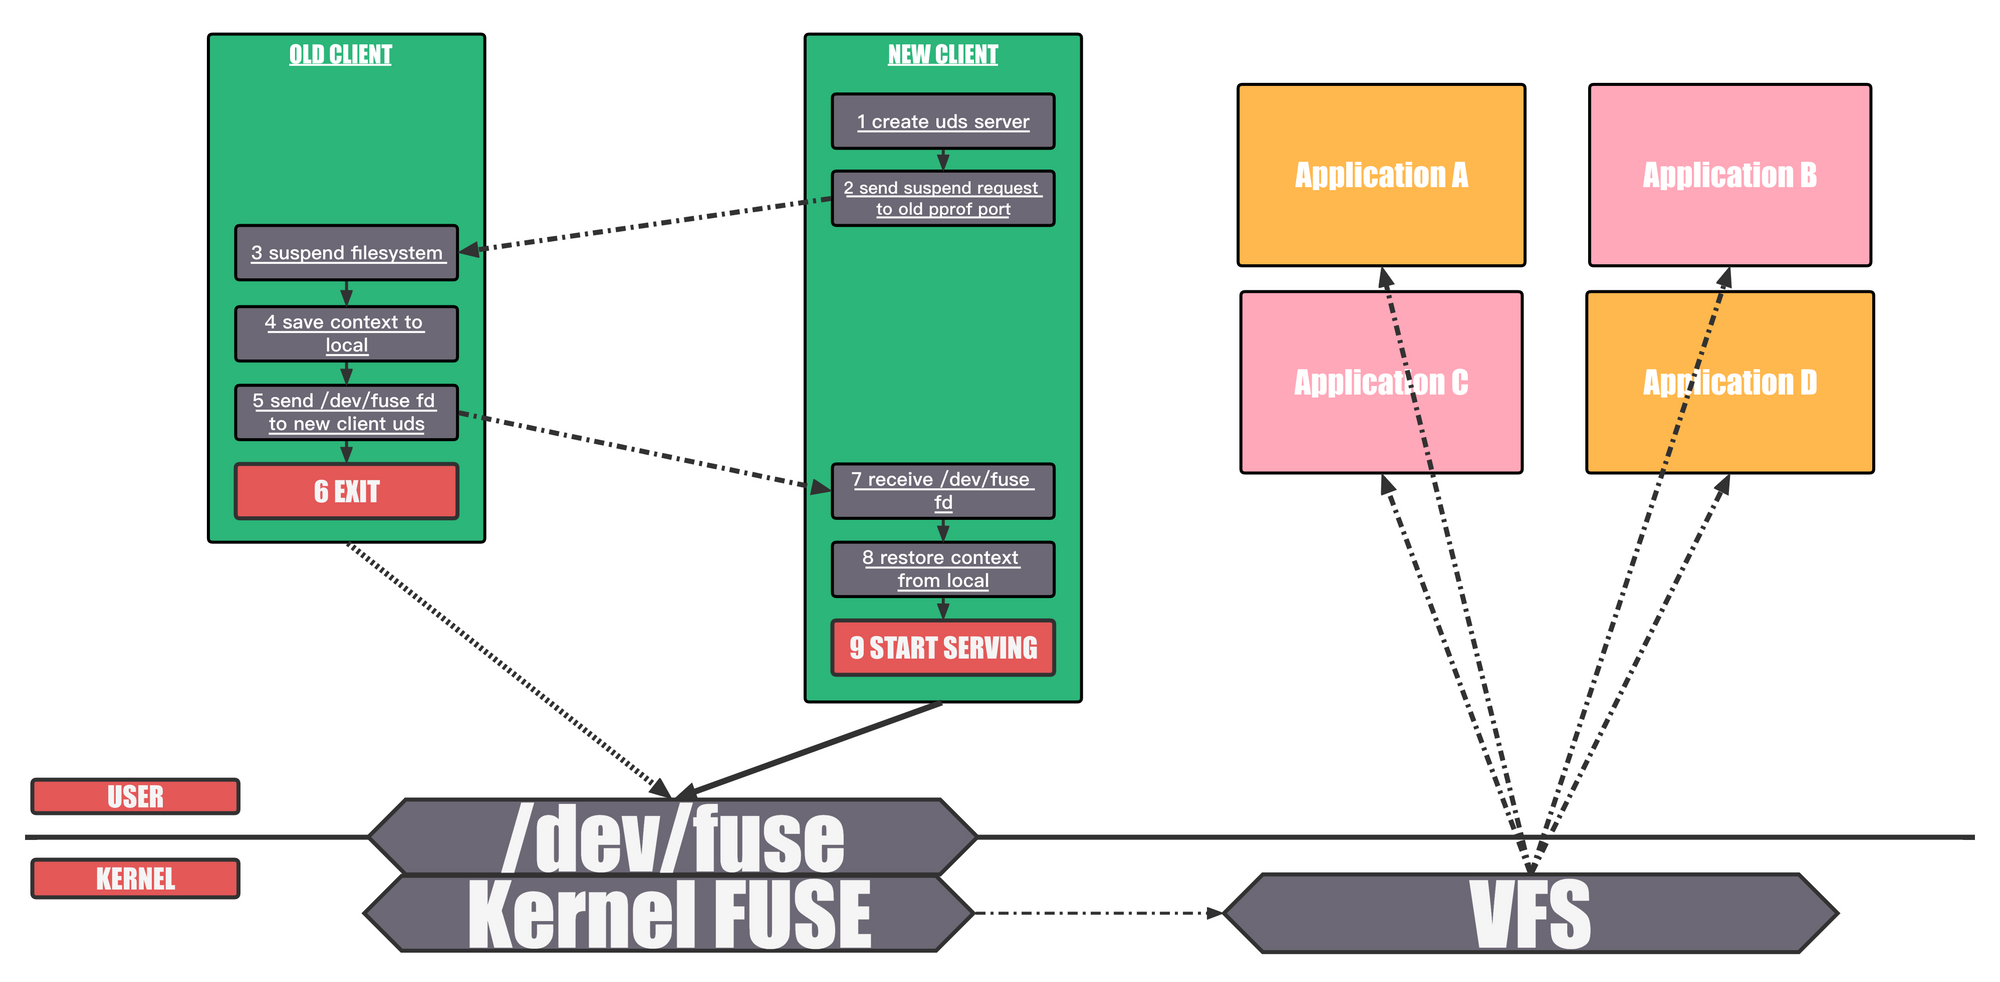 OLD CLIENT
3 suspend filesystem
4 save context to
local
5 send /dev/fuse fd
to new client uds
6 EXIT
NEW CLIENT
1 create uds server
2 send suspend request
to old pprof port
7 receive /dev/fuse
fd
8 restore context
from local
9 START SERVING
Application A
Application B
Application C
Application D
USER
KERNEL
/dev/fuse
Kernel FUSE
VFS